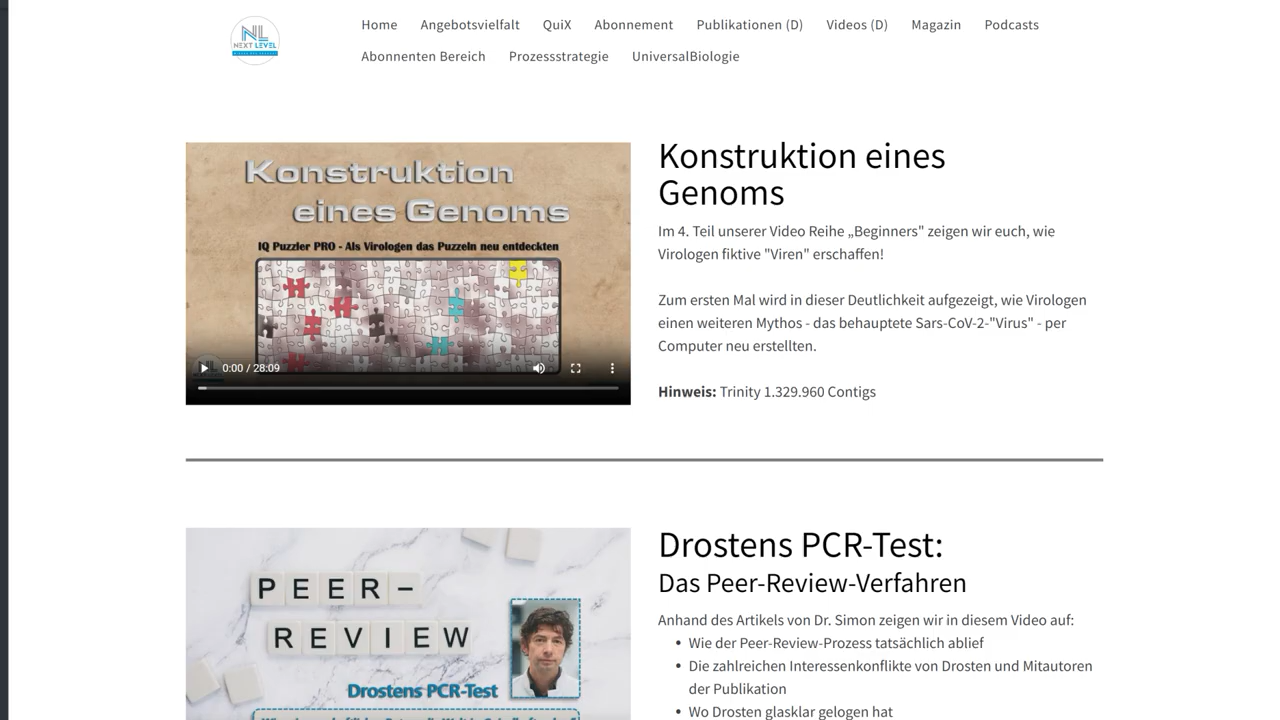 Home Angebotsvielfalt QuiX Abonnement Publikationen (D) Videos (D) Magazin Podcasts
NL
NEXT LEVEL
Abonnenten Bereich Prozessstrategie UniversalBiologie
Konstruktion
eines Genoms
IQ Puzzler PRO - Als Virologen das Puzzeln neu entdeckten
0:00 / 28:09
Konstruktion eines
Genoms
Im 4. Teil unserer Video Reihe „Beginners" zeigen wir euch, wie
Virologen fiktive "Viren" erschaffen!
Zum ersten Mal wird in dieser Deutlichkeit aufgezeigt, wie Virologen
einen weiteren Mythos - das behauptete Sars-CoV-2-"Virus" - per
Computer neu erstellten.
Hinweis: Trinity 1.329.960 Contigs
PEER-
REVIEW
Drostens PCR-Test
Drostens PCR-Test:
Das Peer-Review-Verfahren
Anhand des Artikels von Dr. Simon zeigen wir in diesem Video auf:
• Wie der Peer-Review-Prozess tatsächlich ablief
• Die zahlreichen Interessenkonflikte von Drosten und Mitautoren
der Publikation
• Wo Drosten glasklar gelogen hat